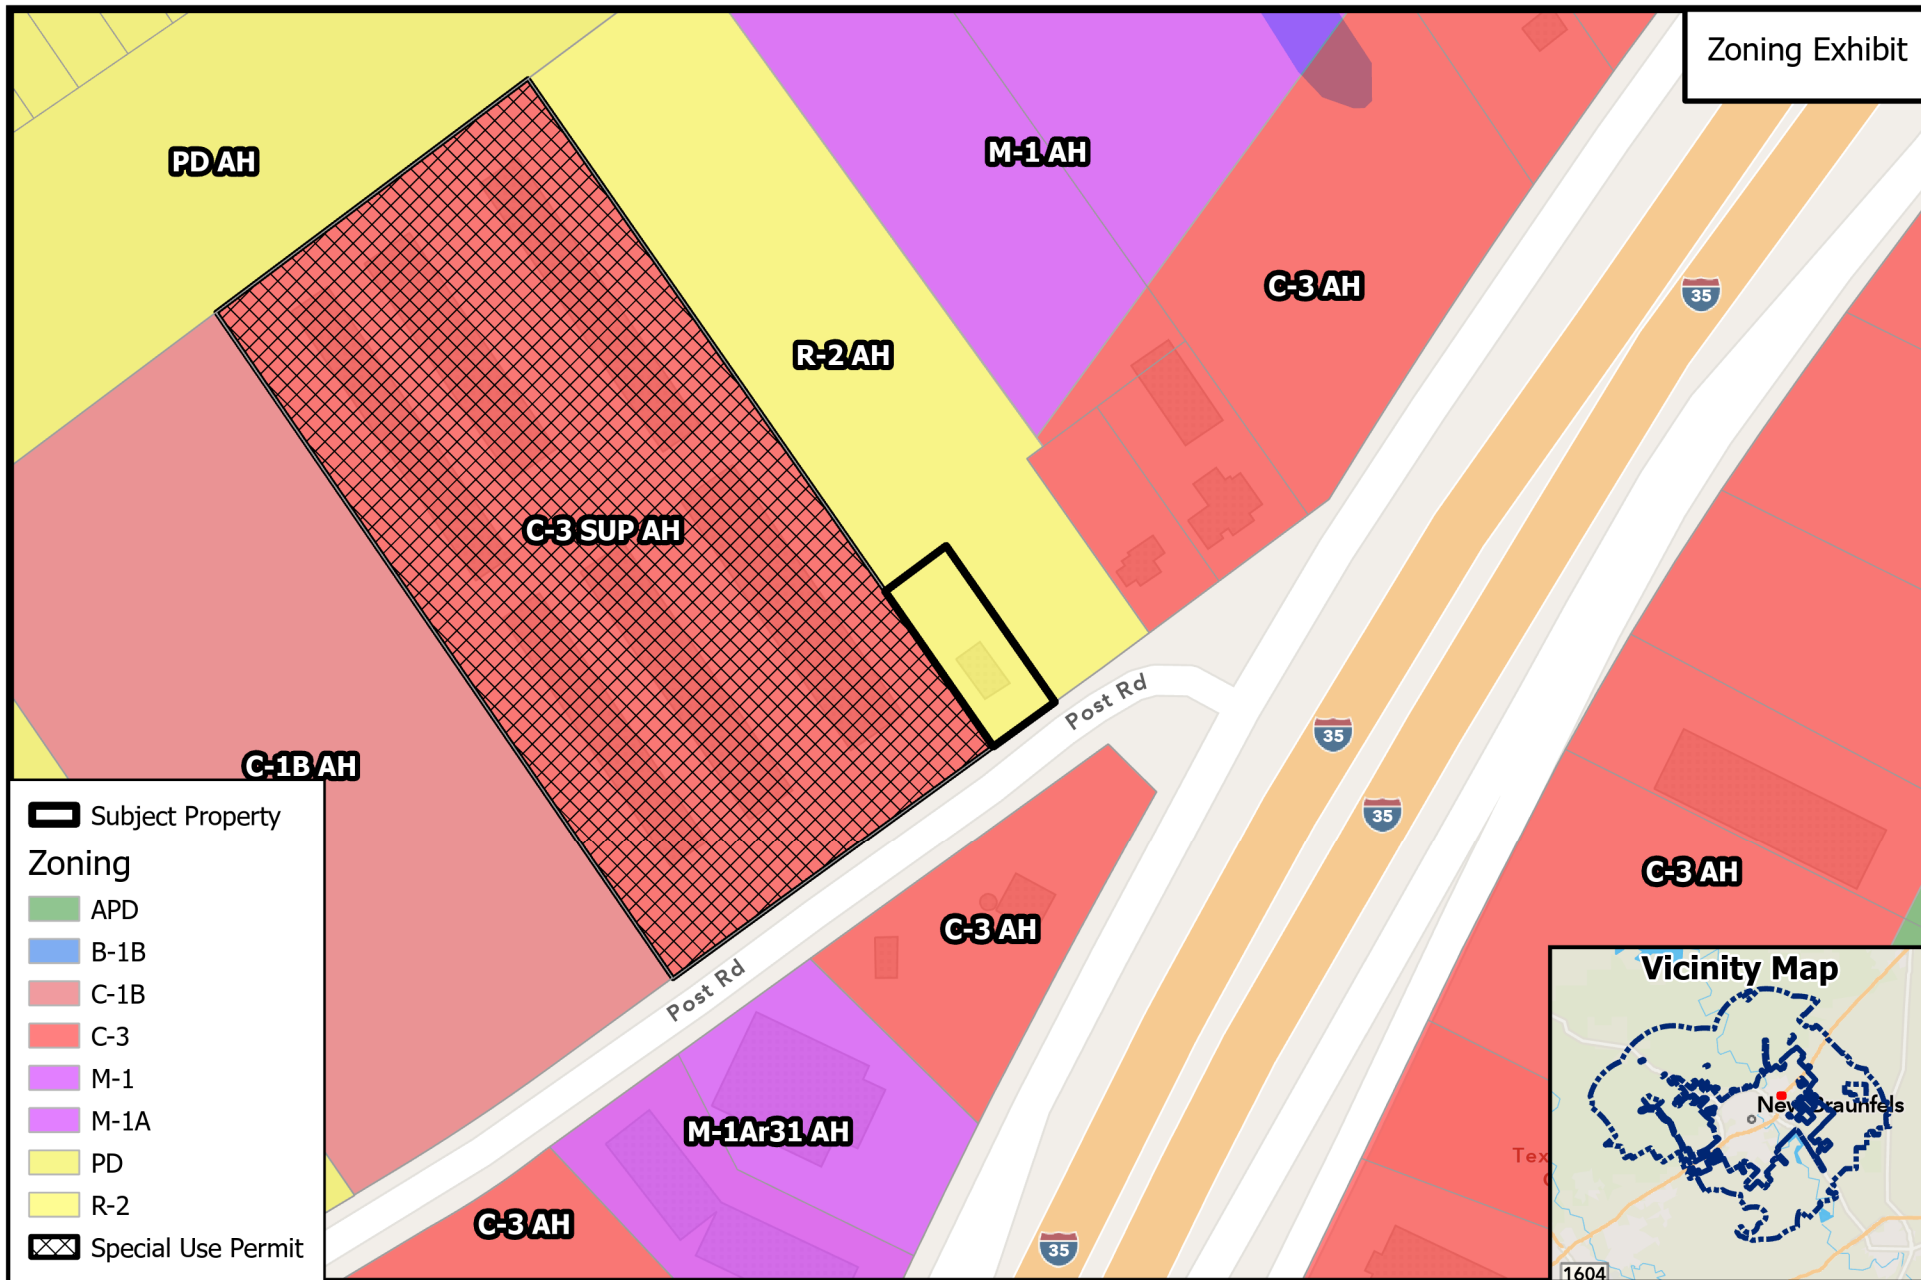 Zoning Exhibit
PD AH
M-1 AH
C-3 AH
35
R-2 AH
C-3 SUP AH
Post Rd
35
C-1B AH
35
C-3 AH
C-3 AH
Post Rd
M-1Ar31 AH
C-3 AH
35
Subject Property
Zoning
APD
B-1B
C-1B
C-3
M-1
M-1A
PD
R-2
Special Use Permit
Vicinity Map
New Braunfels
Tex
1604